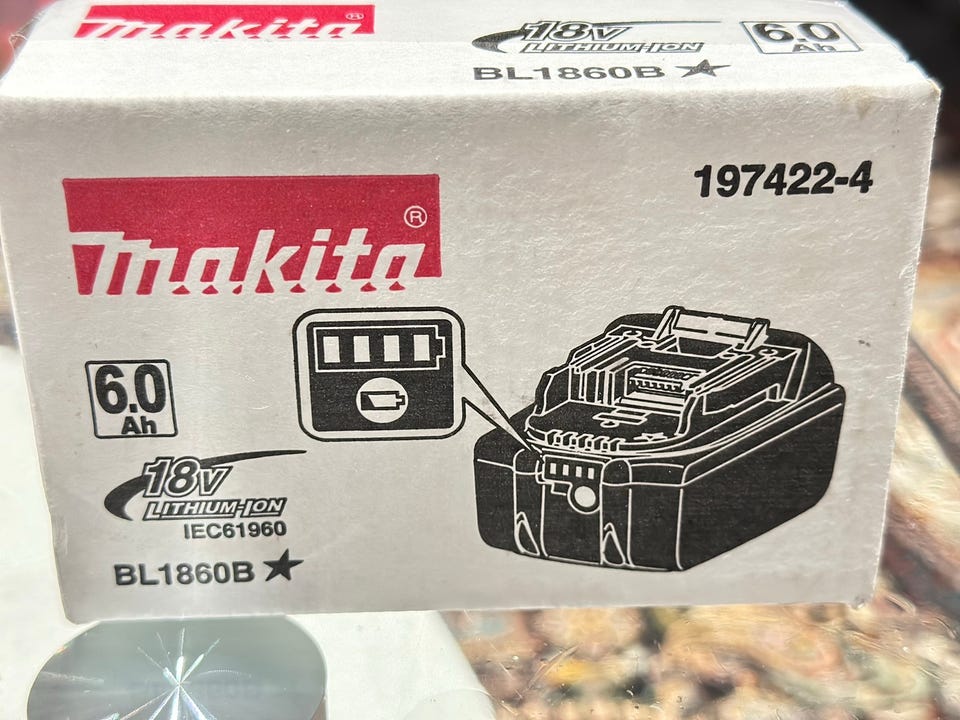 makita®
18V
LITHIUM-ION
6.0
Ah
BL1860B★
197422-4
makita®
6.0
Ah
18V
LITHIUM-ION
IEC61960
BL1860B★